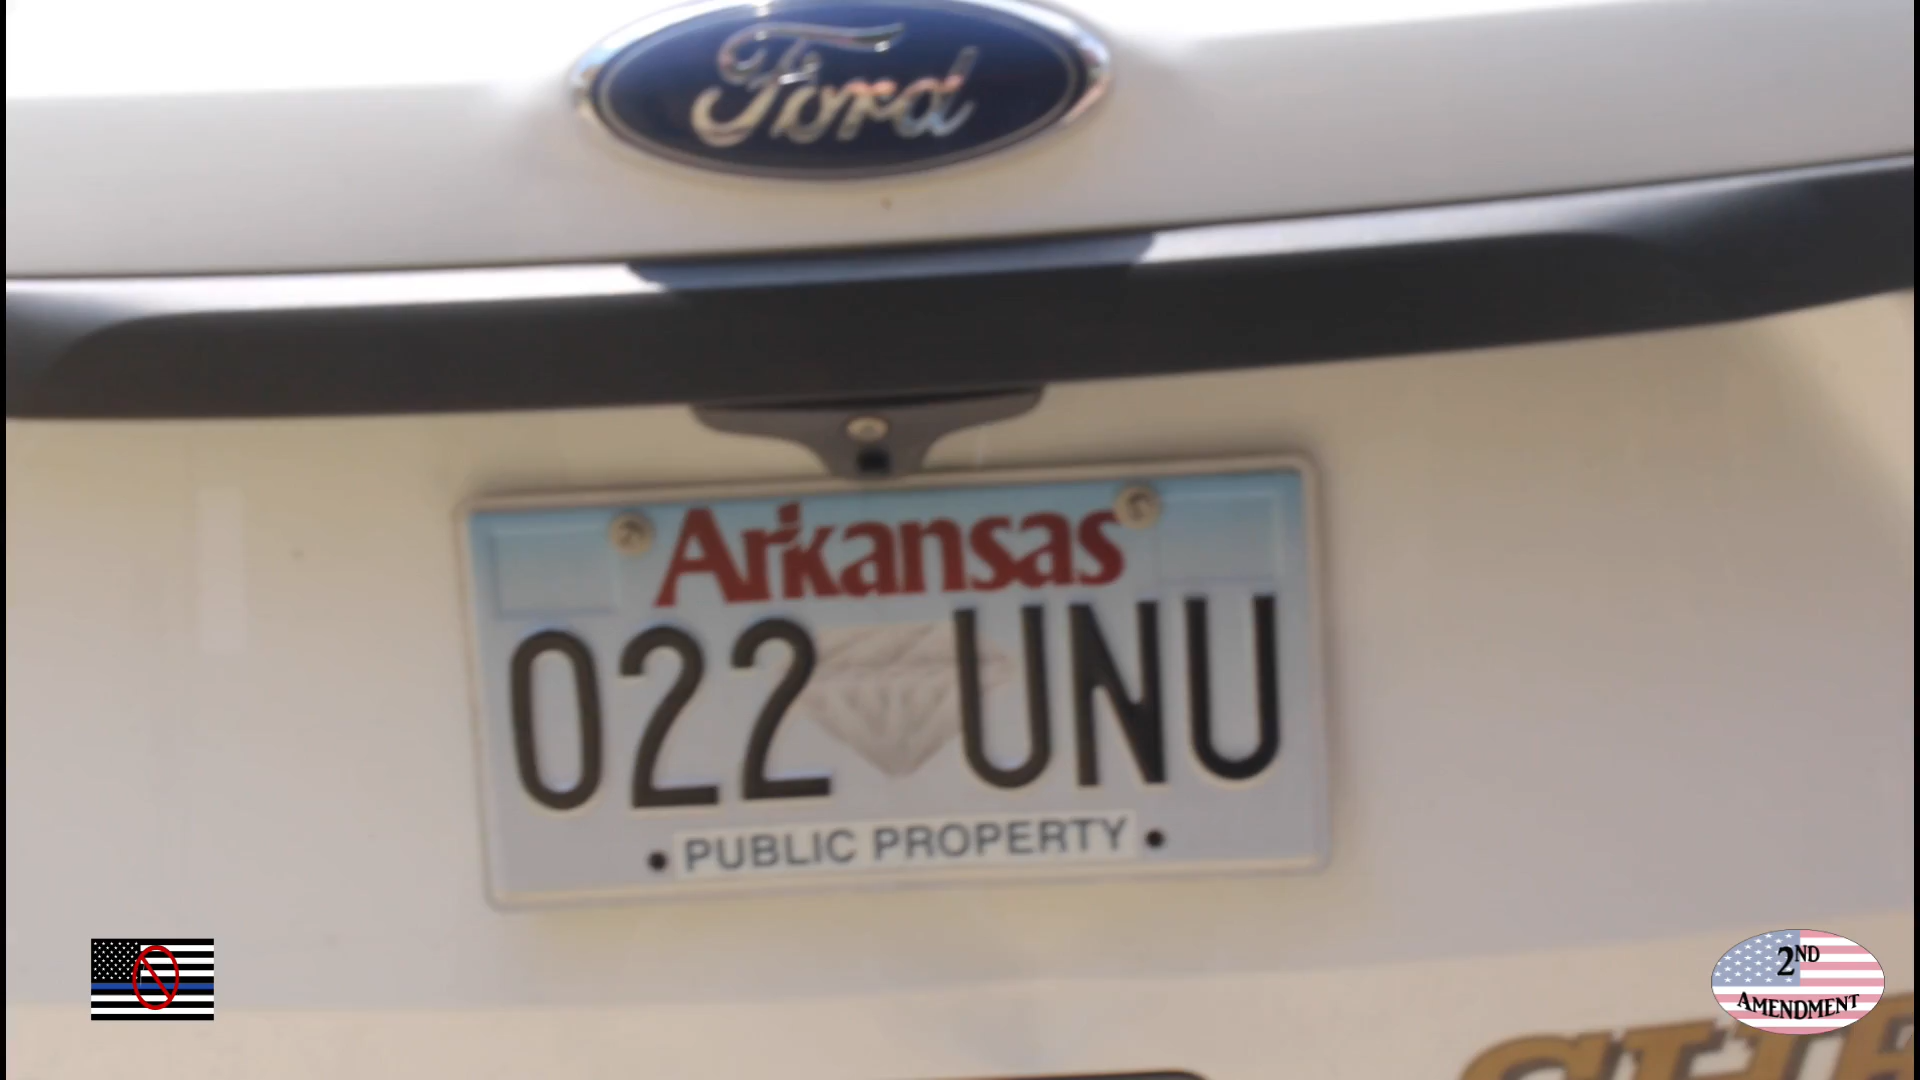 Ford
Arkansas
022 UNU
PUBLIC PROPERTY
2ND
AMENDMENT